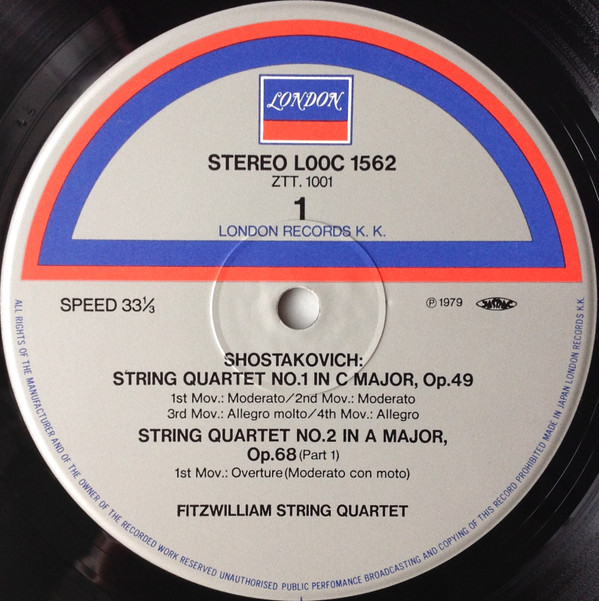 LONDON
STEREO LOOC 1562
ZTT. 1001
1
LONDON RECORDS K. K.
SPEED 33⅓
Ⓟ 1979
JASRAC
SHOSTAKOVICH:
STRING QUARTET NO.1 IN C MAJOR, Op.49
1st Mov.: Moderato/2nd Mov.: Moderato
3rd Mov.: Allegro molto/4th Mov.: Allegro
STRING QUARTET NO.2 IN A MAJOR,
Op.68 (Part 1)
1st Mov.: Overture (Moderato con moto)
FITZWILLIAM STRING QUARTET
ALL RIGHTS OF THE MANUFACTURER AND OF THE OWNER OF THE RECORDED WORK RESERVED UNAUTHORISED PUBLIC PERFOMANCE BROADCASTING AND COPYING OF THIS RECORD PROHIBITED MADE IN JAPAN LONDON RECORDS K.K.